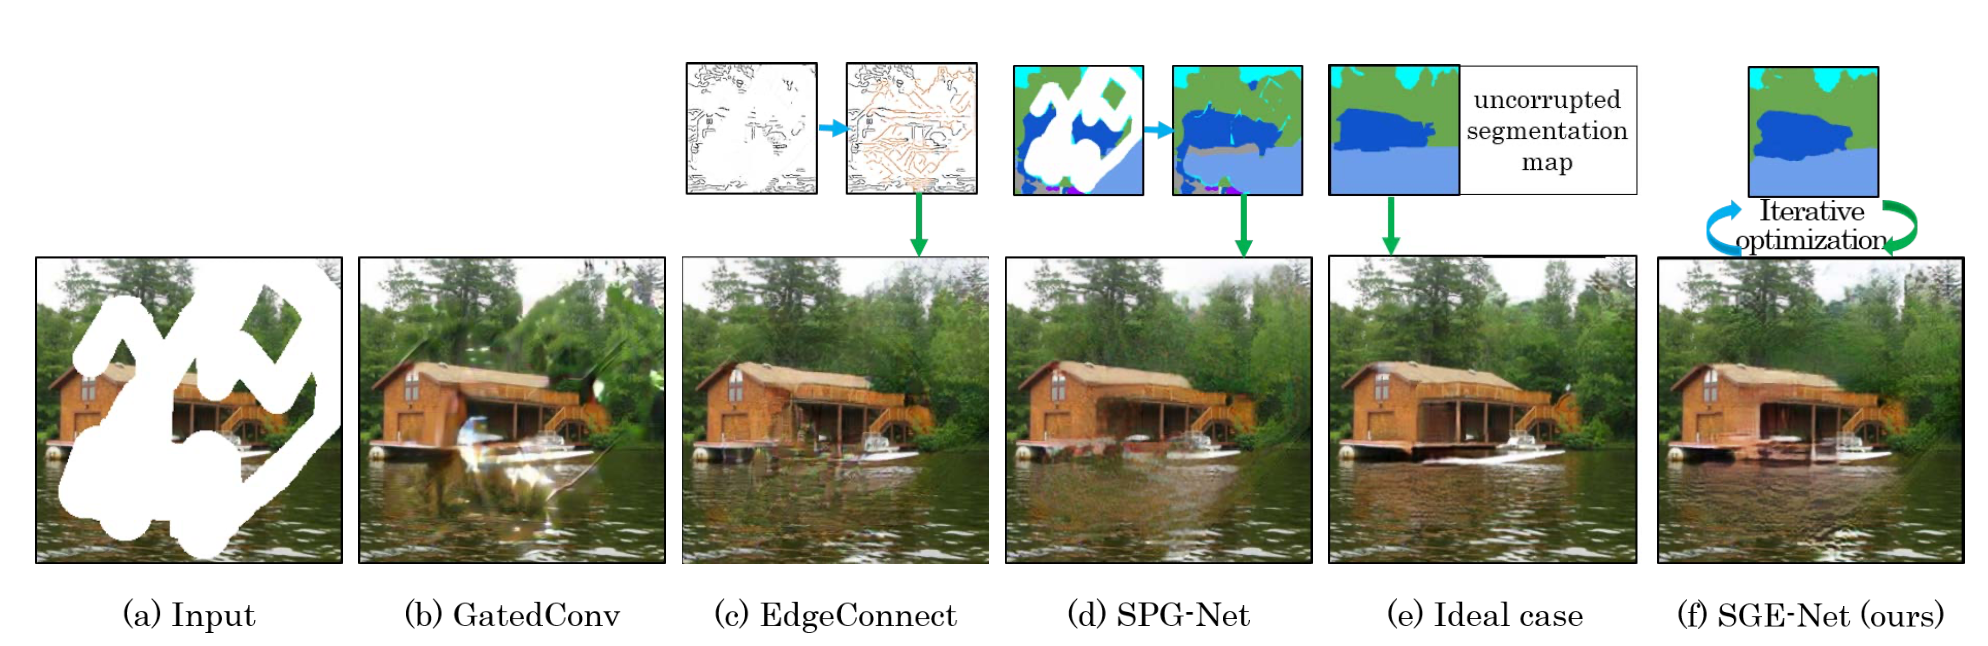 uncorrupted
segmentation
map
Iterative
optimization
(a) Input
(b) GatedConv
(c) EdgeConnect
(d) SPG-Net
(e) Ideal case
(f) SGE-Net (ours)